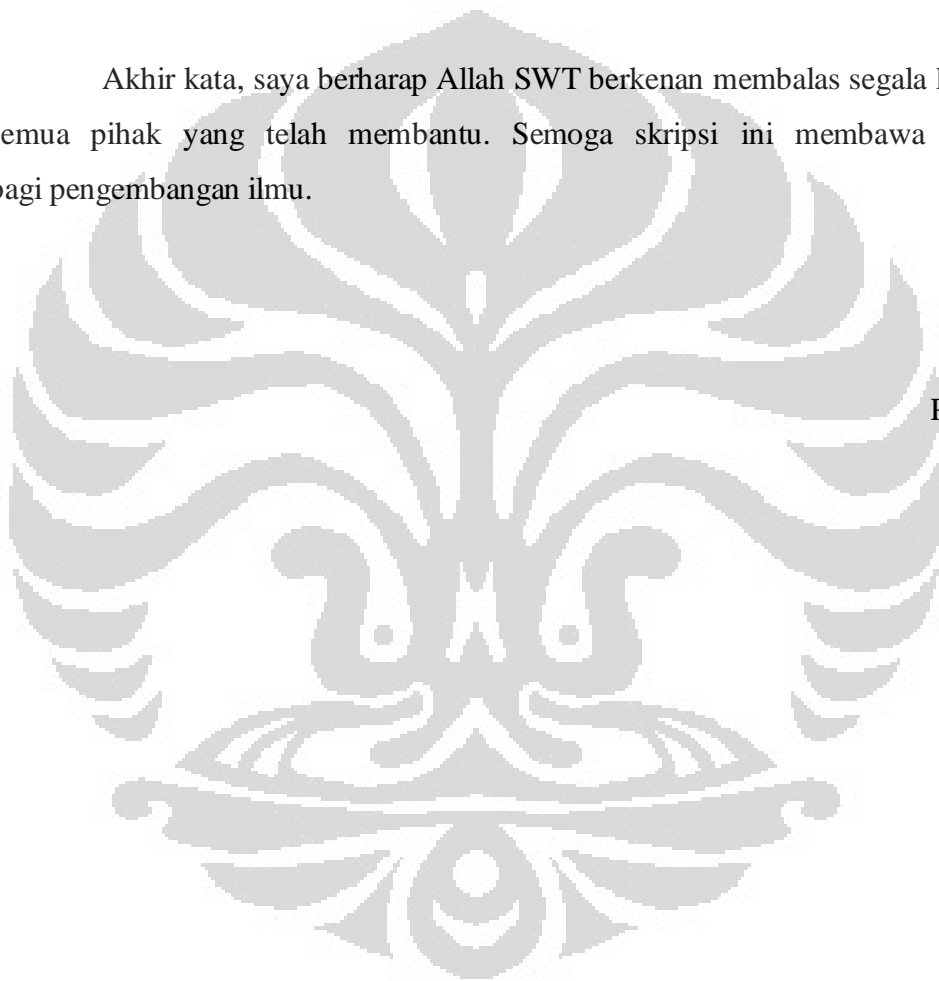 Akhir kata, saya berharap Allah SWT berkenan membalas segala
emua pihak yang telah membantu. Semoga skripsi ini membawa
bagi pengembangan ilmu.